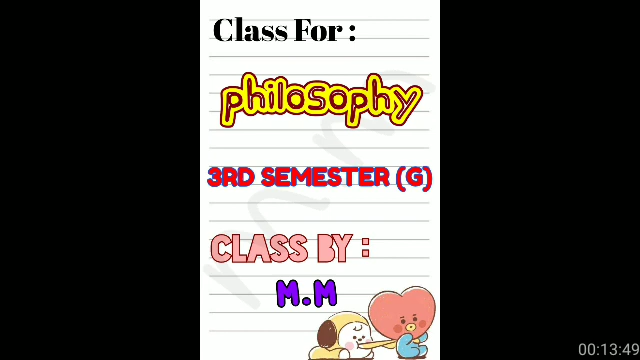 Class For :
philosophy
3RD SEMESTER (G)
CLASS BY :
M.M
00:13:49